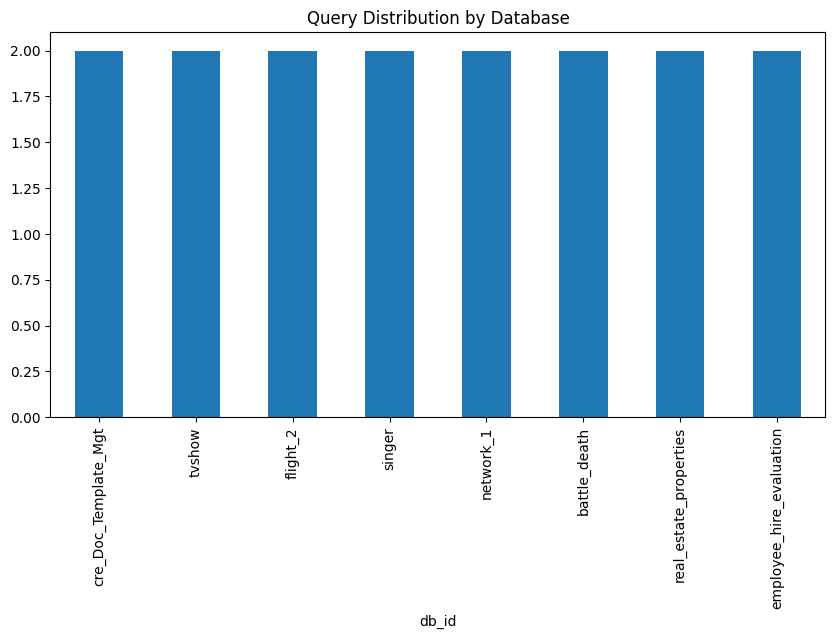 Query Distribution by Database
2.00
1.75
1.50
1.25
1.00
0.75
0.50
0.25
0.00
cre_Doc_Template_Mgt
tvshow
flight_2
singer
network_1
battle_death
real_estate_properties
employee_hire_evaluation
db_id